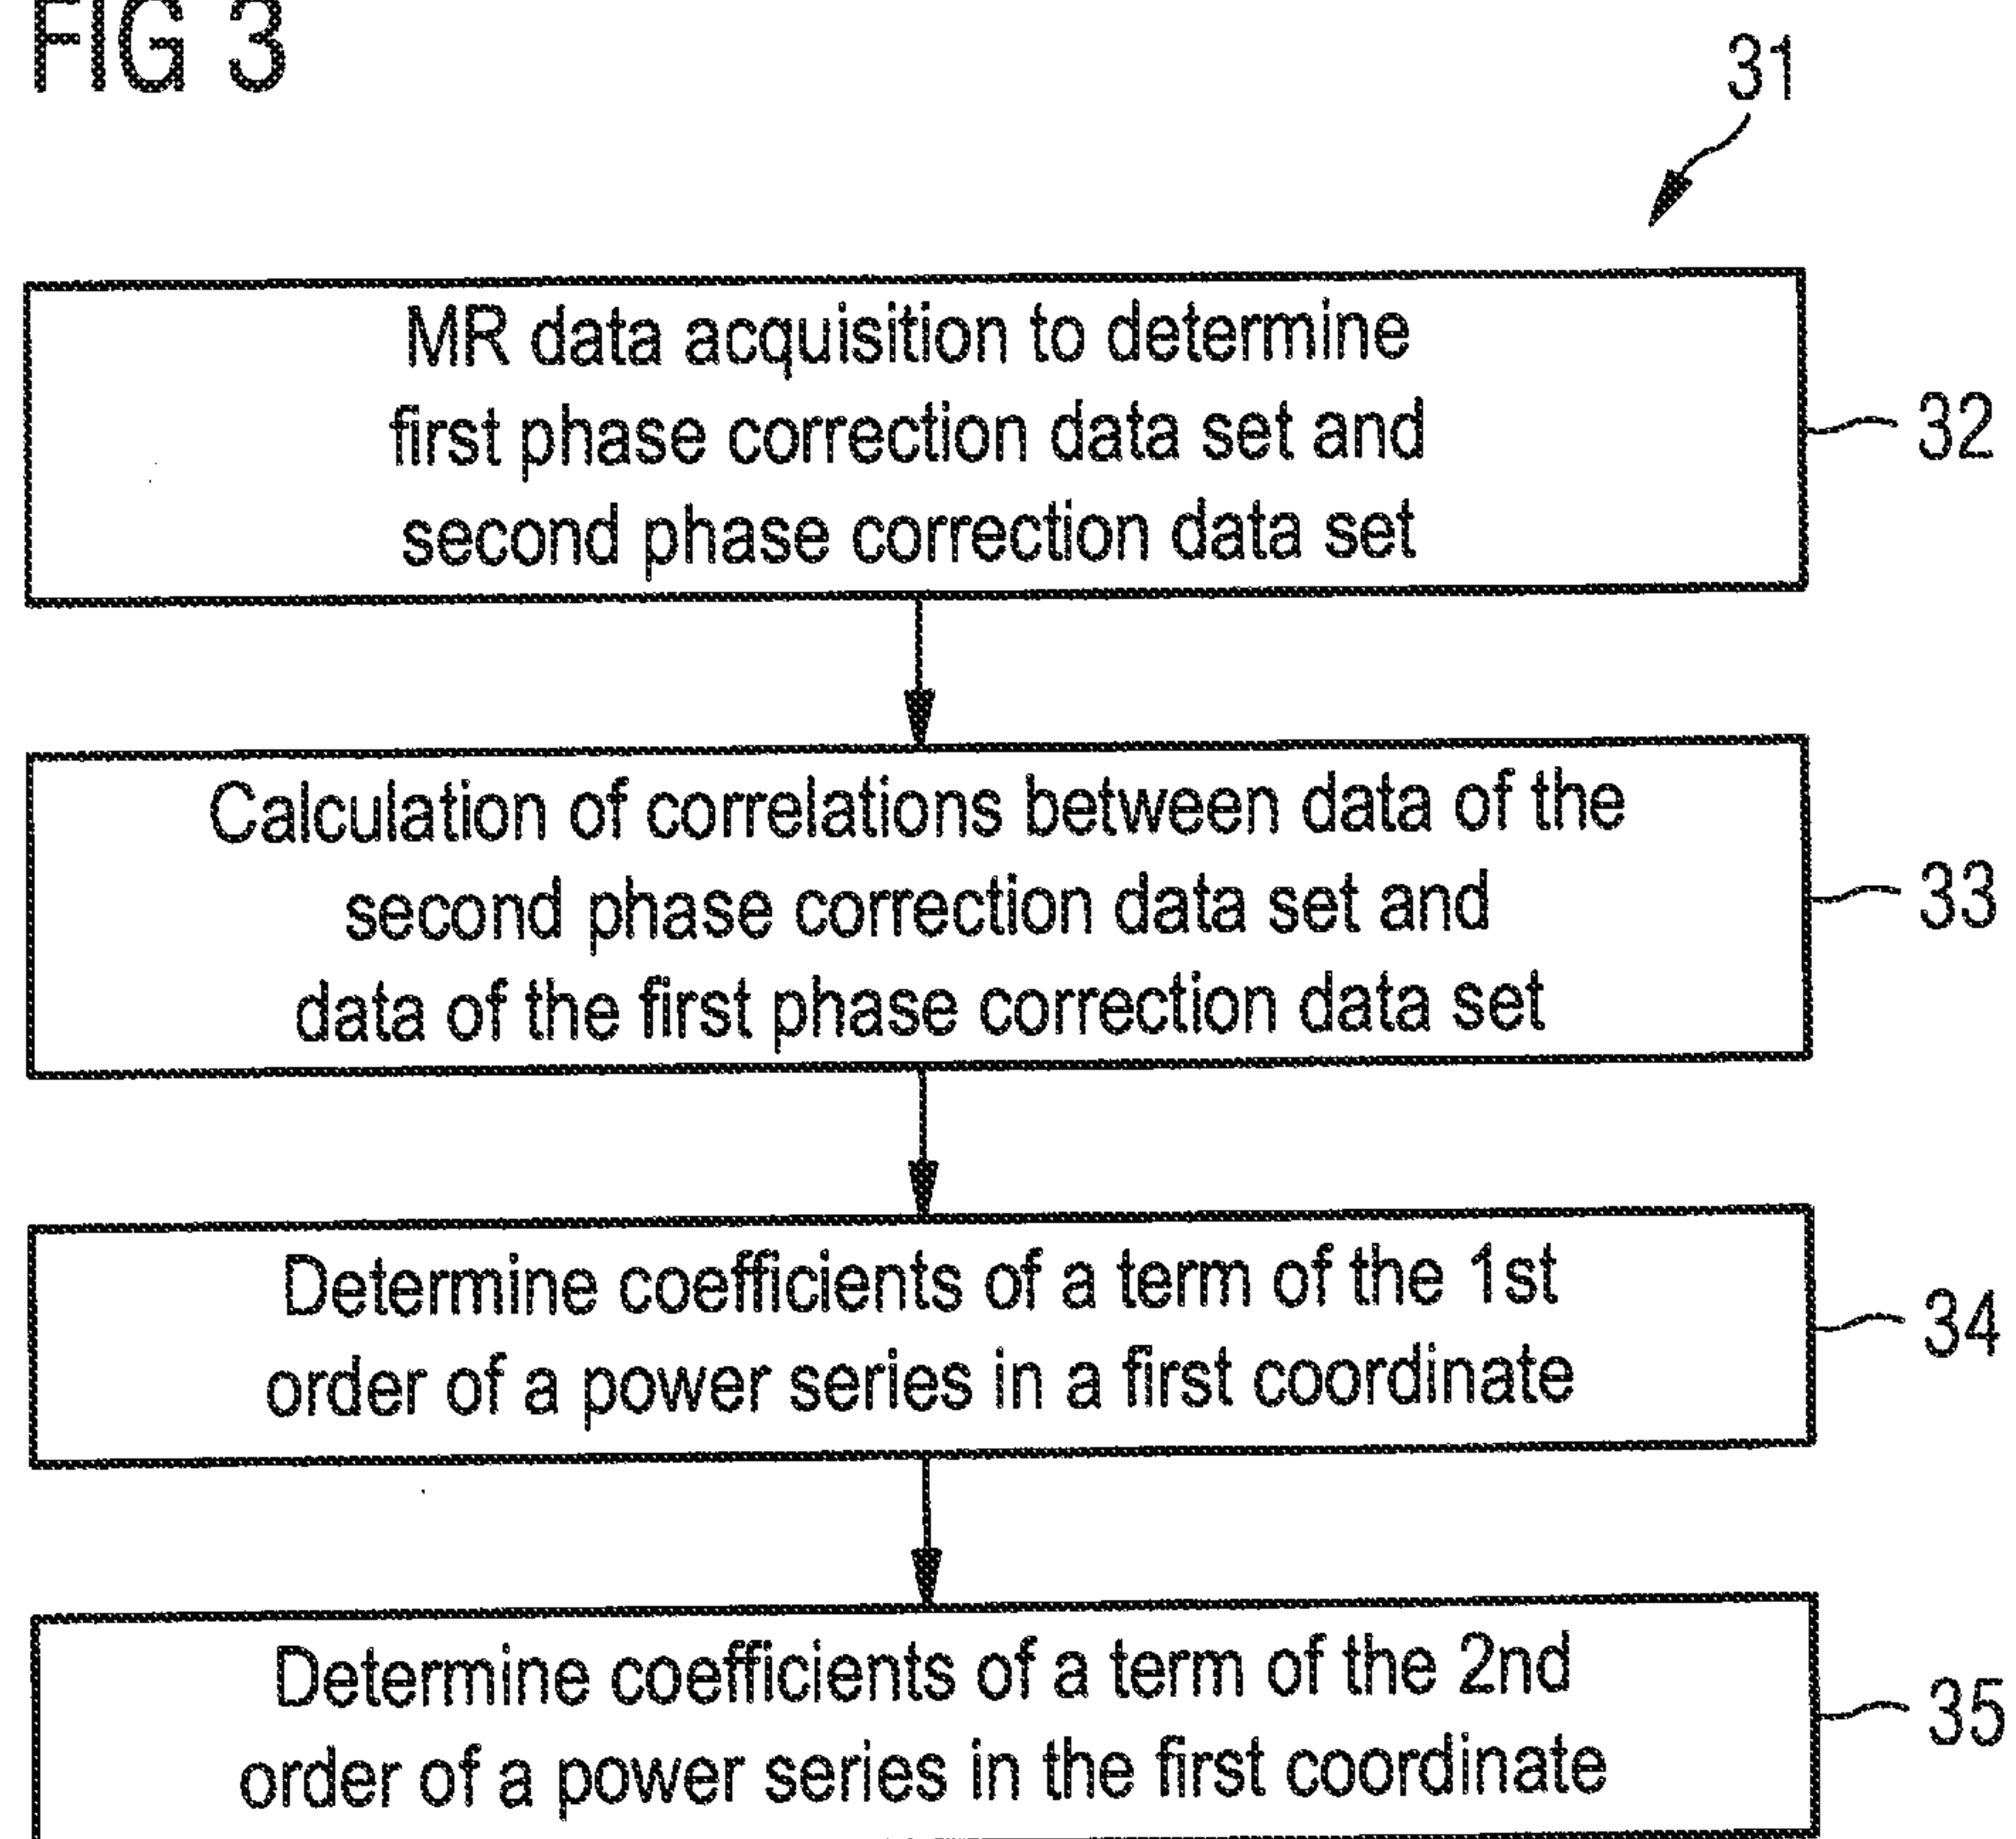 FIG 3
31
MR data acquisition to determine
first phase correction data set and
second phase correction data set
32
Calculation of correlations between data of the
second phase correction data set and
data of the first phase correction data set
33
Determine coefficients of a term of the 1st
order of a power series in a first coordinate
34
Determine coefficients of a term of the 2nd
order of a power series in the first coordinate
35